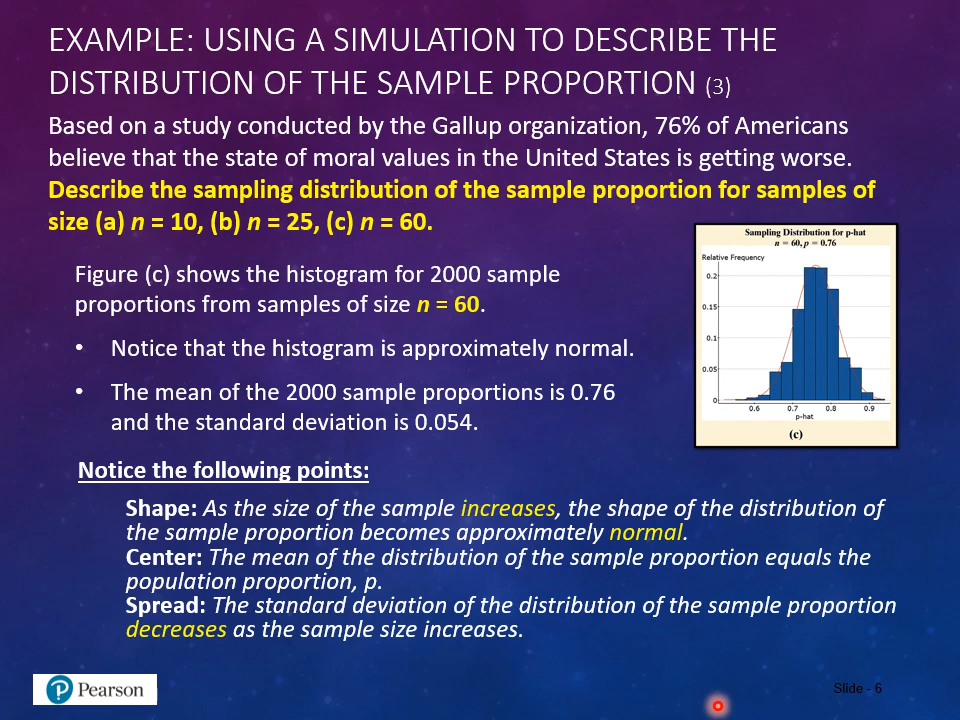 EXAMPLE: USING A SIMULATION TO DESCRIBE THE
DISTRIBUTION OF THE SAMPLE PROPORTION (3)
Based on a study conducted by the Gallup organization, 76% of Americans
believe that the state of moral values in the United States is getting worse.
Describe the sampling distribution of the sample proportion for samples of
size (a) n = 10, (b) n = 25, (c) n = 60.
Figure (c) shows the histogram for 2000 sample
proportions from samples of size n = 60.
• Notice that the histogram is approximately normal.
• The mean of the 2000 sample proportions is 0.76
and the standard deviation is 0.054.
Sampling Distribution for p-hat
n = 60, p = 0.76
Relative Frequency
0.2
0.15
0.1
0.05
0
0.6 0.7 0.8 0.9
p-hat
(c)
Notice the following points:
Shape: As the size of the sample increases, the shape of the distribution of
the sample proportion becomes approximately normal.
Center: The mean of the distribution of the sample proportion equals the
population proportion, p.
Spread: The standard deviation of the distribution of the sample proportion
decreases as the sample size increases.
Pearson
Slide - 6